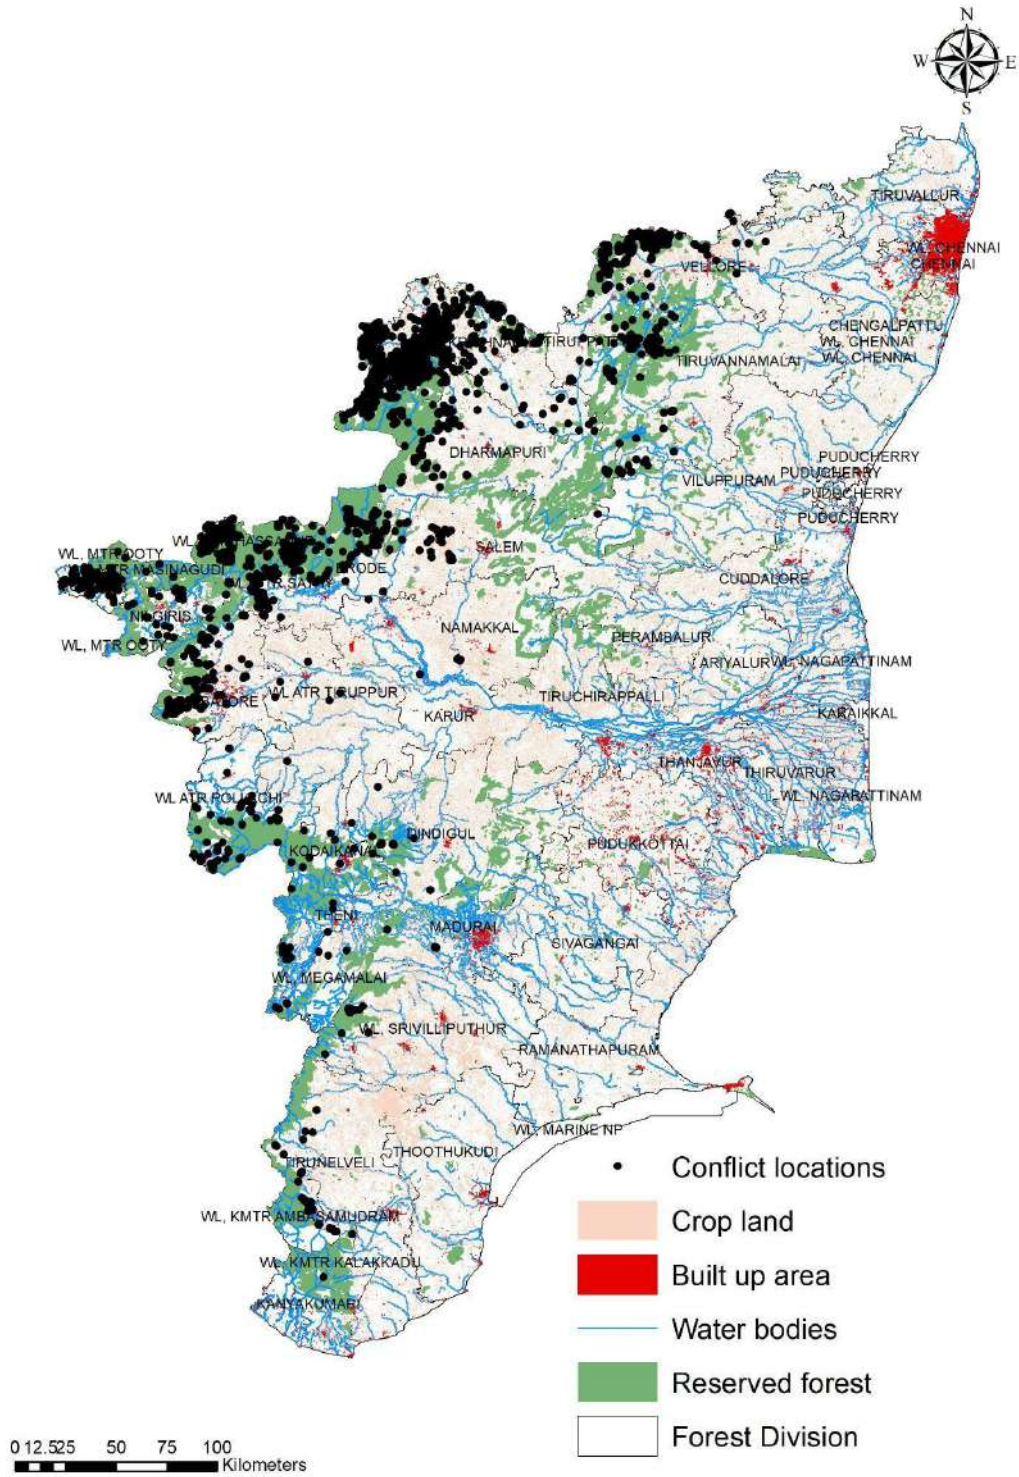 N
W E
S
TIRUVALLUR
WL, CHENNAI
CHENNAI
VELLORE
CHENGALPATTU
WL, CHENNAI
WL, CHENNAI
TIRUVANNAMALAI
DHARMAPURI
PUDUCHERRY
PUDUCHERRY
VILUPPURAM
PUDUCHERRY
PUDUCHERRY
WL, MTR OOTY
MTR MASINAGUDI
SALEM
ERODE
CUDDALORE
NILGIRIS
NAMAKKAL
PERAMBALUR
WL, MTR OOTY
ARIYALUR
WL, NAGAPATTINAM
WL ATR TIRUPPUR
TIRUCHIRAPPALLI
KARUR
KARAIKKAL
THANJAVUR
THIRUVARUR
WL ATR POLLACHI
WL, NAGAPATTINAM
DINDIGUL
KODAIKANAL
PUDUKKOTTAI
THENI
MADURAI
SIVAGANGAI
WL, MEGAMALAI
WL, SRIVILLIPUTHUR
RAMANATHAPURAM
WL, MARINE NP
THOOTHUKUDI
TIRUNELVELI
WL, KMTR AMBASAMUDRAM
WL, KMTR KALAKKADU
KANYAKUMARI
Conflict locations
Crop land
Built up area
Water bodies
Reserved forest
Forest Division
0 12.525 50 75 100
Kilometers